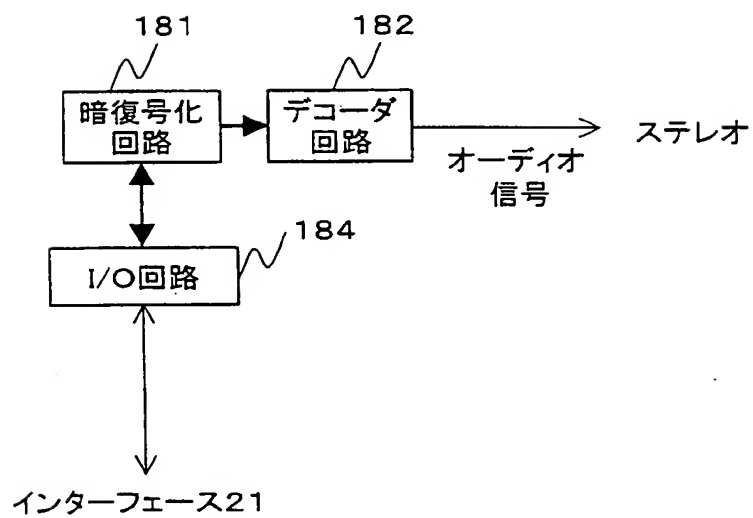 181
182
暗復号化
回路
デコーダ
回路
オーディオ
信号
ステレオ
184
I/O回路
インターフェース21